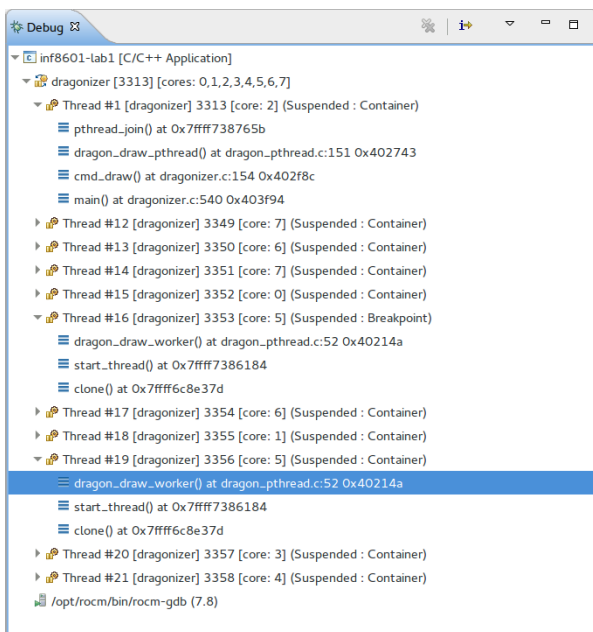 Debug
inf8601-lab1 [C/C++ Application]
dragonizer [3313] [cores: 0,1,2,3,4,5,6,7]
Thread #1 [dragonizer] 3313 [core: 2] (Suspended : Container)
pthread_join() at 0x7ffff738765b
dragon_draw_pthread() at dragon_pthread.c:151 0x402743
cmd_draw() at dragonizer.c:154 0x402f8c
main() at dragonizer.c:540 0x403f94
Thread #12 [dragonizer] 3349 [core: 7] (Suspended : Container)
Thread #13 [dragonizer] 3350 [core: 6] (Suspended : Container)
Thread #14 [dragonizer] 3351 [core: 7] (Suspended : Container)
Thread #15 [dragonizer] 3352 [core: 0] (Suspended : Container)
Thread #16 [dragonizer] 3353 [core: 5] (Suspended : Breakpoint)
dragon_draw_worker() at dragon_pthread.c:52 0x40214a
start_thread() at 0x7ffff7386184
clone() at 0x7ffff6c8e37d
Thread #17 [dragonizer] 3354 [core: 6] (Suspended : Container)
Thread #18 [dragonizer] 3355 [core: 1] (Suspended : Container)
Thread #19 [dragonizer] 3356 [core: 5] (Suspended : Container)
dragon_draw_worker() at dragon_pthread.c:52 0x40214a
start_thread() at 0x7ffff7386184
clone() at 0x7ffff6c8e37d
Thread #20 [dragonizer] 3357 [core: 3] (Suspended : Container)
Thread #21 [dragonizer] 3358 [core: 4] (Suspended : Container)
/opt/rocm/bin/rocm-gdb (7.8)